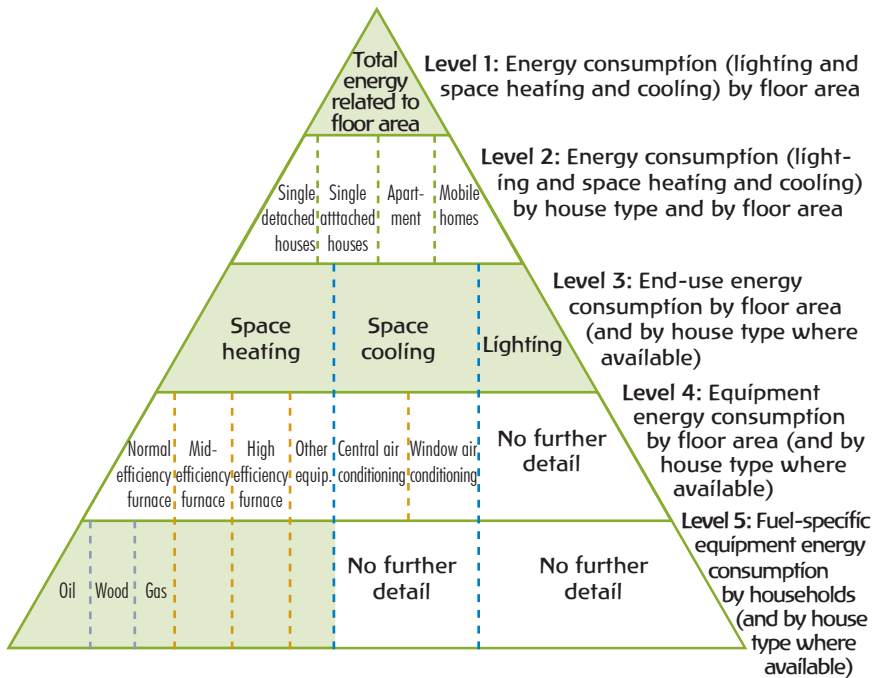 Total
energy
related to
floor area
Level 1: Energy consumption (lighting and
space heating and cooling) by floor area
Single
detached
houses
Single
atttached
houses
Apart-
ment
Mobile
homes
Level 2: Energy consumption (light-
ing and space heating and cooling)
by house type and by floor area
Space
heating
Space
cooling
Lighting
Level 3: End-use energy
consumption by floor area
(and by house type where
available)
Normal
efficiency
furnace
Mid-
efficiency
furnace
High
efficiency
furnace
Other
equip.
Central air
conditioning
Window air
conditioning
No further
detail
Level 4: Equipment
energy consumption
by floor area (and by
house type where
available)
Oil
Wood
Gas
No further
detail
No further
detail
Level 5: Fuel-specific
equipment energy
consumption
by households
(and by house
type where
available)